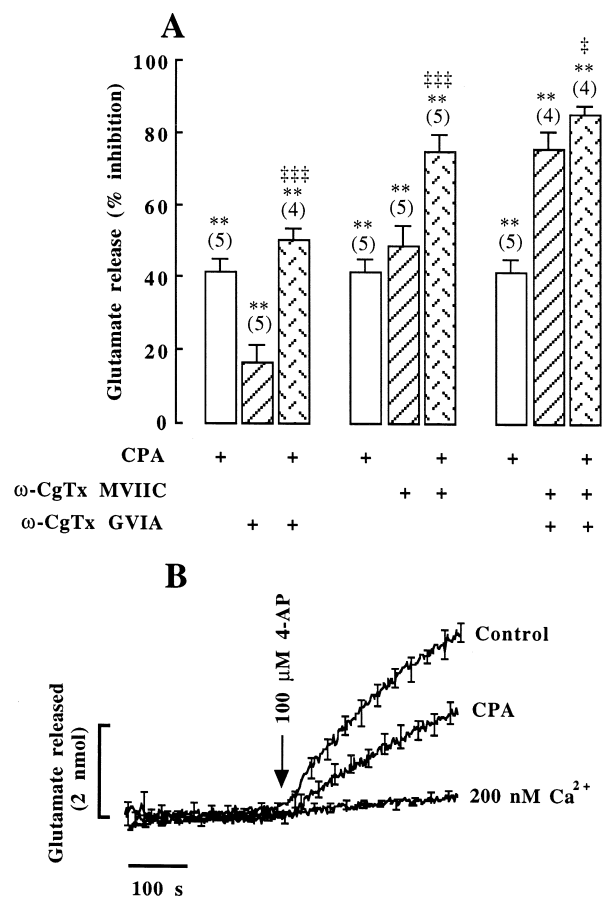 A
Glutamate release (% inhibition)
100
80
60
40
20
0
** (5)
** (5)
‡‡‡ ** (4)
** (5)
** (5)
‡‡‡ ** (5)
** (5)
** (4)
‡ ** (4)
CPA + + + + + +
ω-CgTx MVIIC + + + +
ω-CgTx GVIA + + + +
B
Glutamate released
(2 nmol)
100 μM 4-AP
Control
CPA
200 nM Ca²⁺
100 s